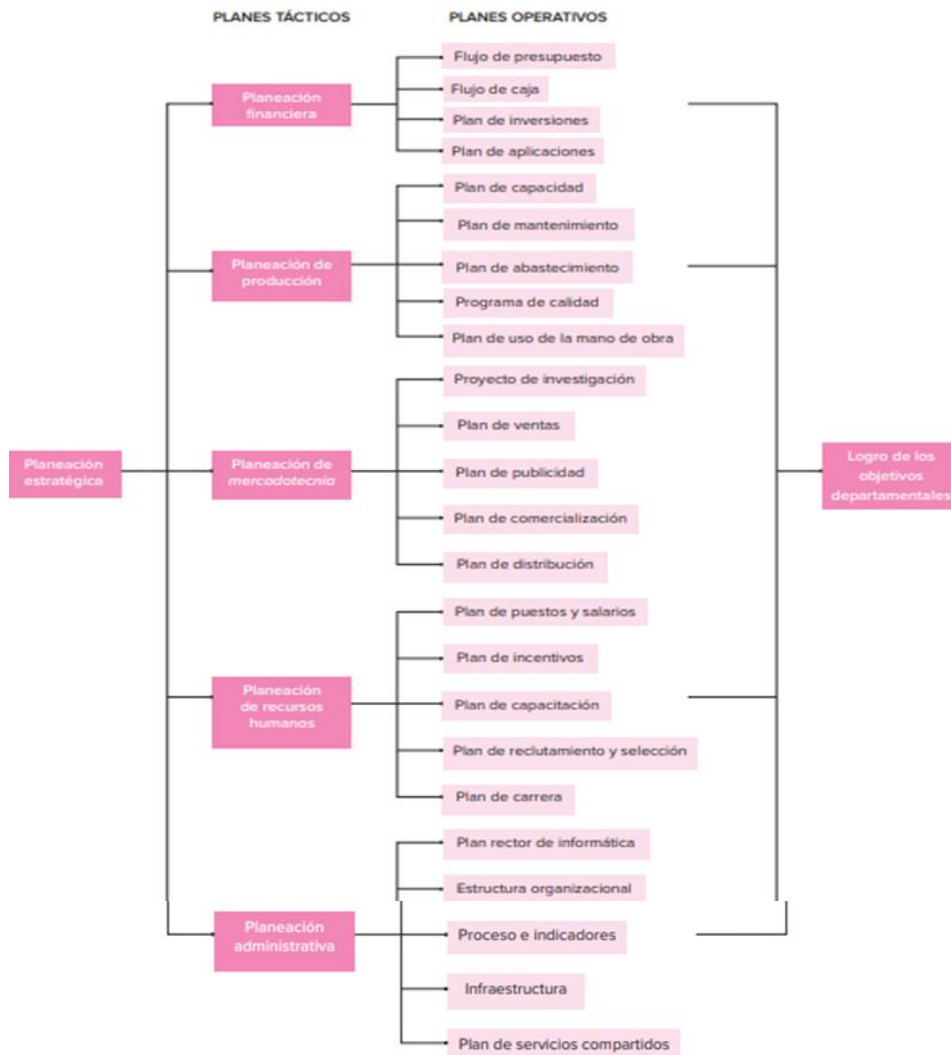 PLANES TÁCTICOS
PLANES OPERATIVOS
Planeación
financiera
Flujo de presupuesto
Flujo de caja
Plan de inversiones
Plan de aplicaciones
Planeación de
producción
Plan de capacidad
Plan de mantenimiento
Plan de abastecimiento
Programa de calidad
Plan de uso de la mano de obra
Planeación
estratégica
Planeación de
mercadotecnia
Proyecto de investigación
Plan de ventas
Plan de publicidad
Plan de comercialización
Plan de distribución
Logro de los
objetivos
departamentales
Planeación
de recursos
humanos
Plan de puestos y salarios
Plan de incentivos
Plan de capacitación
Plan de reclutamiento y selección
Plan de carrera
Planeación
administrativa
Plan rector de informática
Estructura organizacional
Proceso e indicadores
Infraestructura
Plan de servicios compartidos